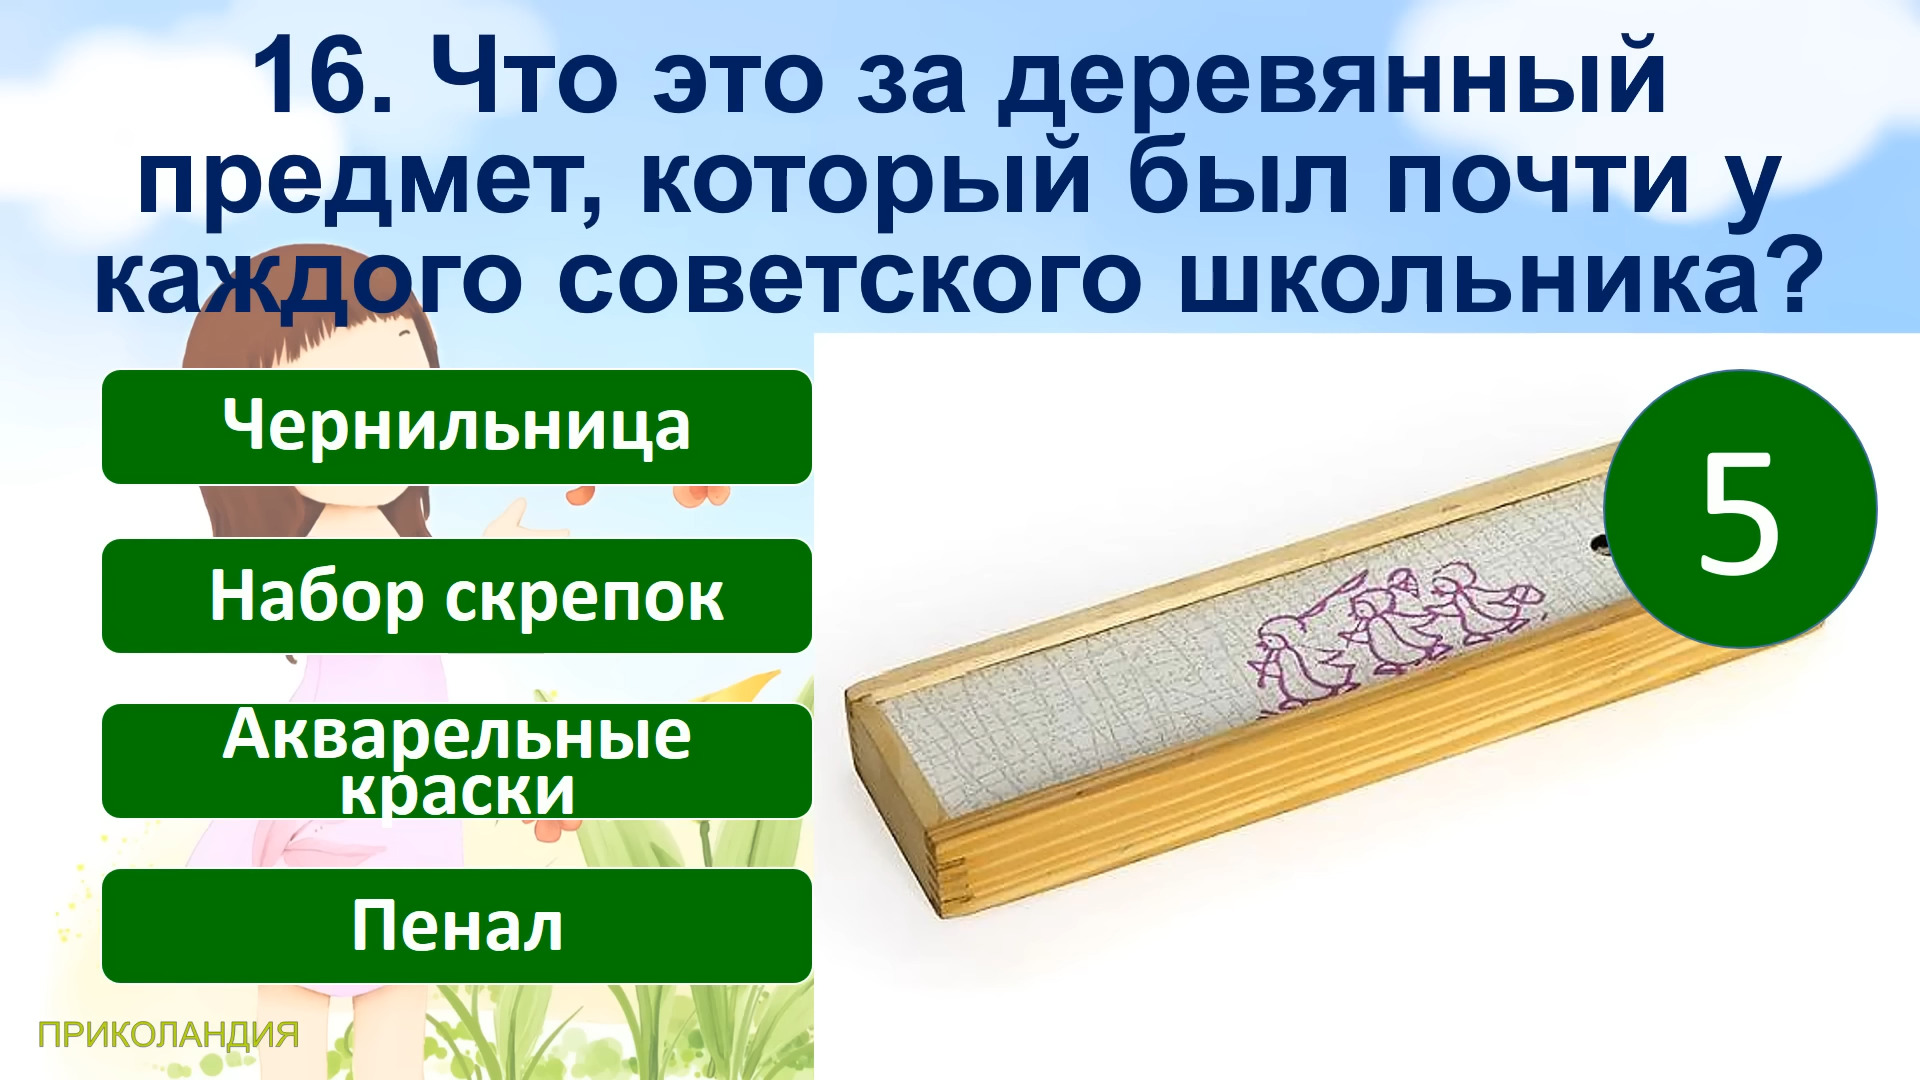 16. Что это за деревянный
предмет, который был почти у
каждого советского школьника?
Чернильница
Набор скрепок
Акварельные
краски
Пенал
5
ПРИКОЛАНДИЯ